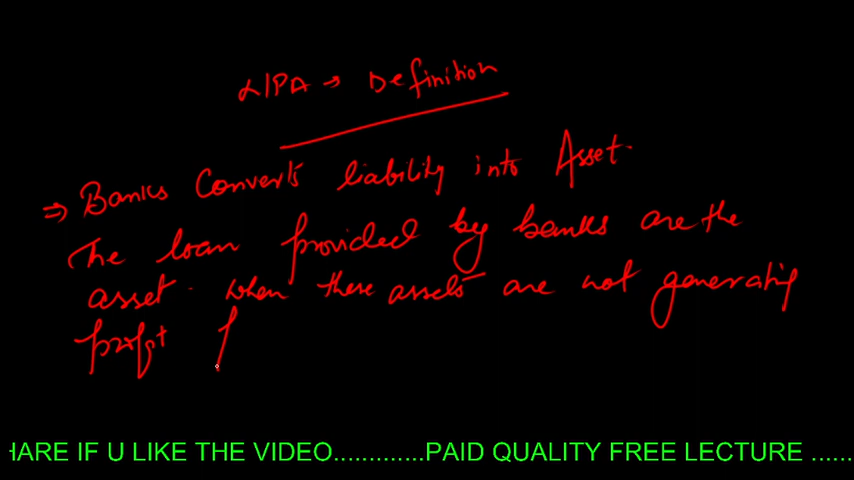 NPA → Definition
⇒ Banks Converts liability into Asset.
The loan provided by banks are the
asset. when these assets are not generating
profit f
HARE IF U LIKE THE VIDEO.............PAID QUALITY FREE LECTURE ......